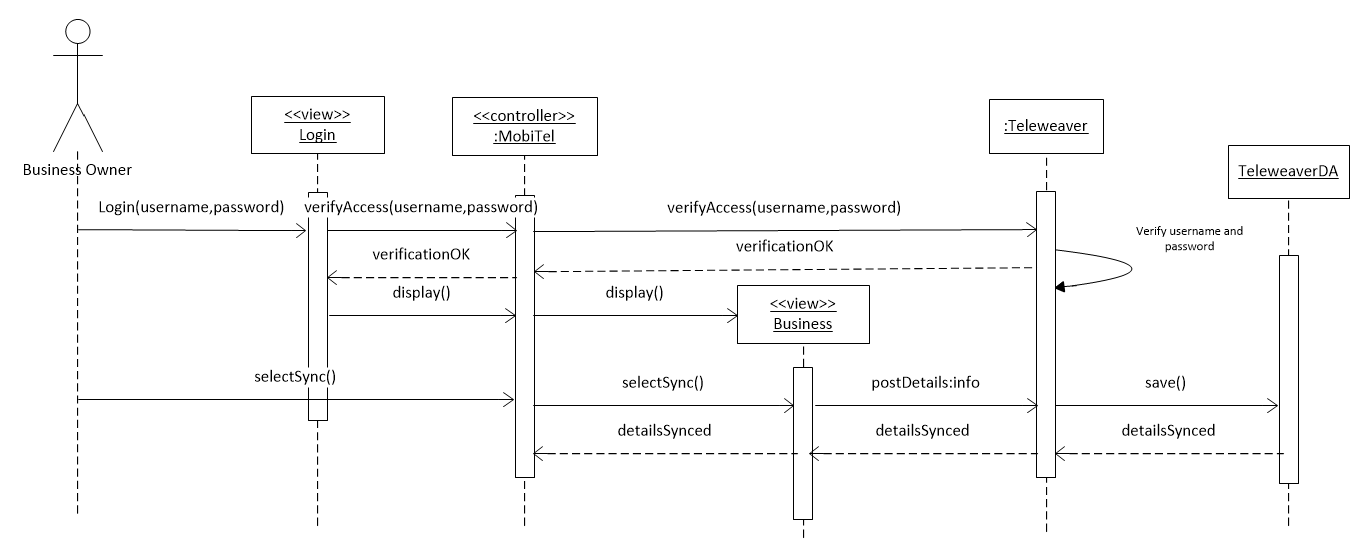 <<view>>
Login
<<controller>>
:MobiTel
:Teleweaver
TeleweaverDA
Business Owner
Login(username,password)
verifyAccess(username,password)
verifyAccess(username,password)
Verify username and
password
verificationOK
verificationOK
display()
display()
<<view>>
Business
selectSync()
selectSync()
postDetails:info
save()
detailsSynced
detailsSynced
detailsSynced